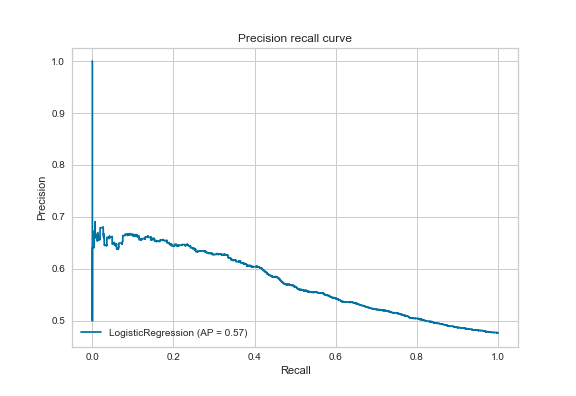 Precision recall curve
1.0
0.9
0.8
0.7
0.6
0.5
Precision
LogisticRegression (AP = 0.57)
0.0 0.2 0.4 0.6 0.8 1.0
Recall